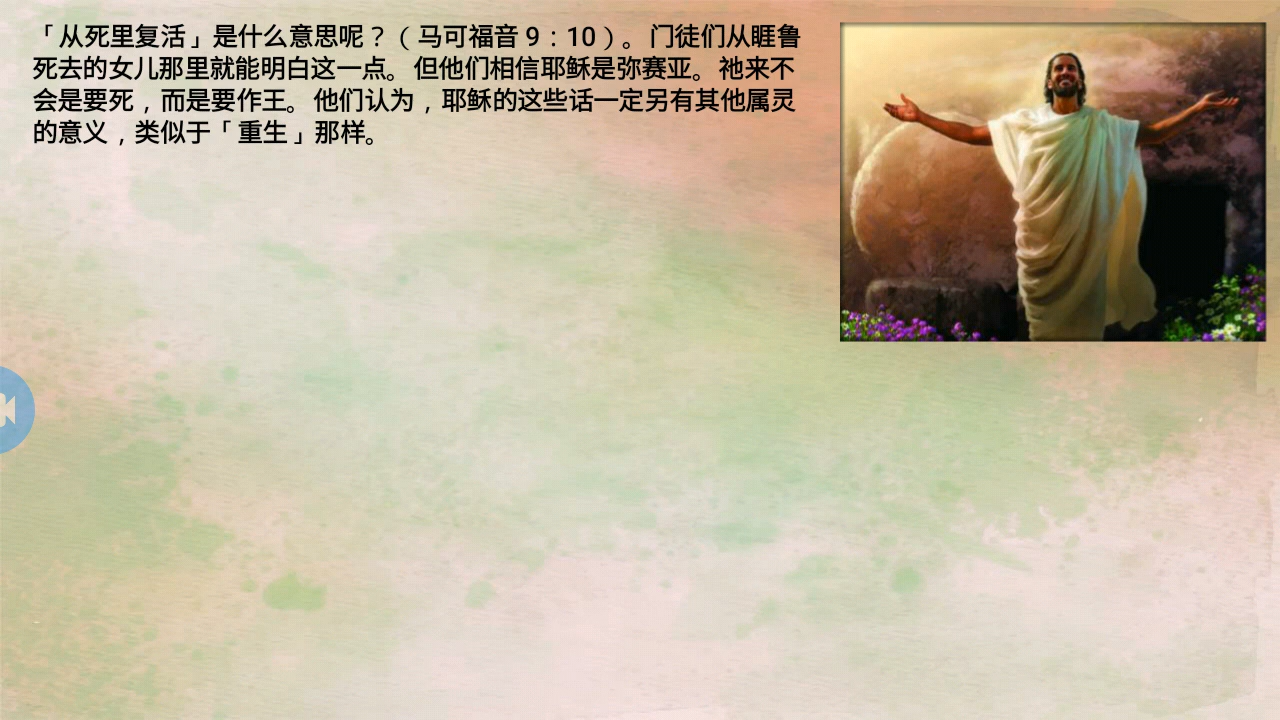 「从死里复活」是什么意思呢？（马可福音 9：10）。门徒们从睚鲁
死去的女儿那里就能明白这一点。但他们相信耶稣是弥赛亚。祂来不
会是要死，而是要作王。他们认为，耶稣的这些话一定另有其他属灵
的意义，类似于「重生」那样。